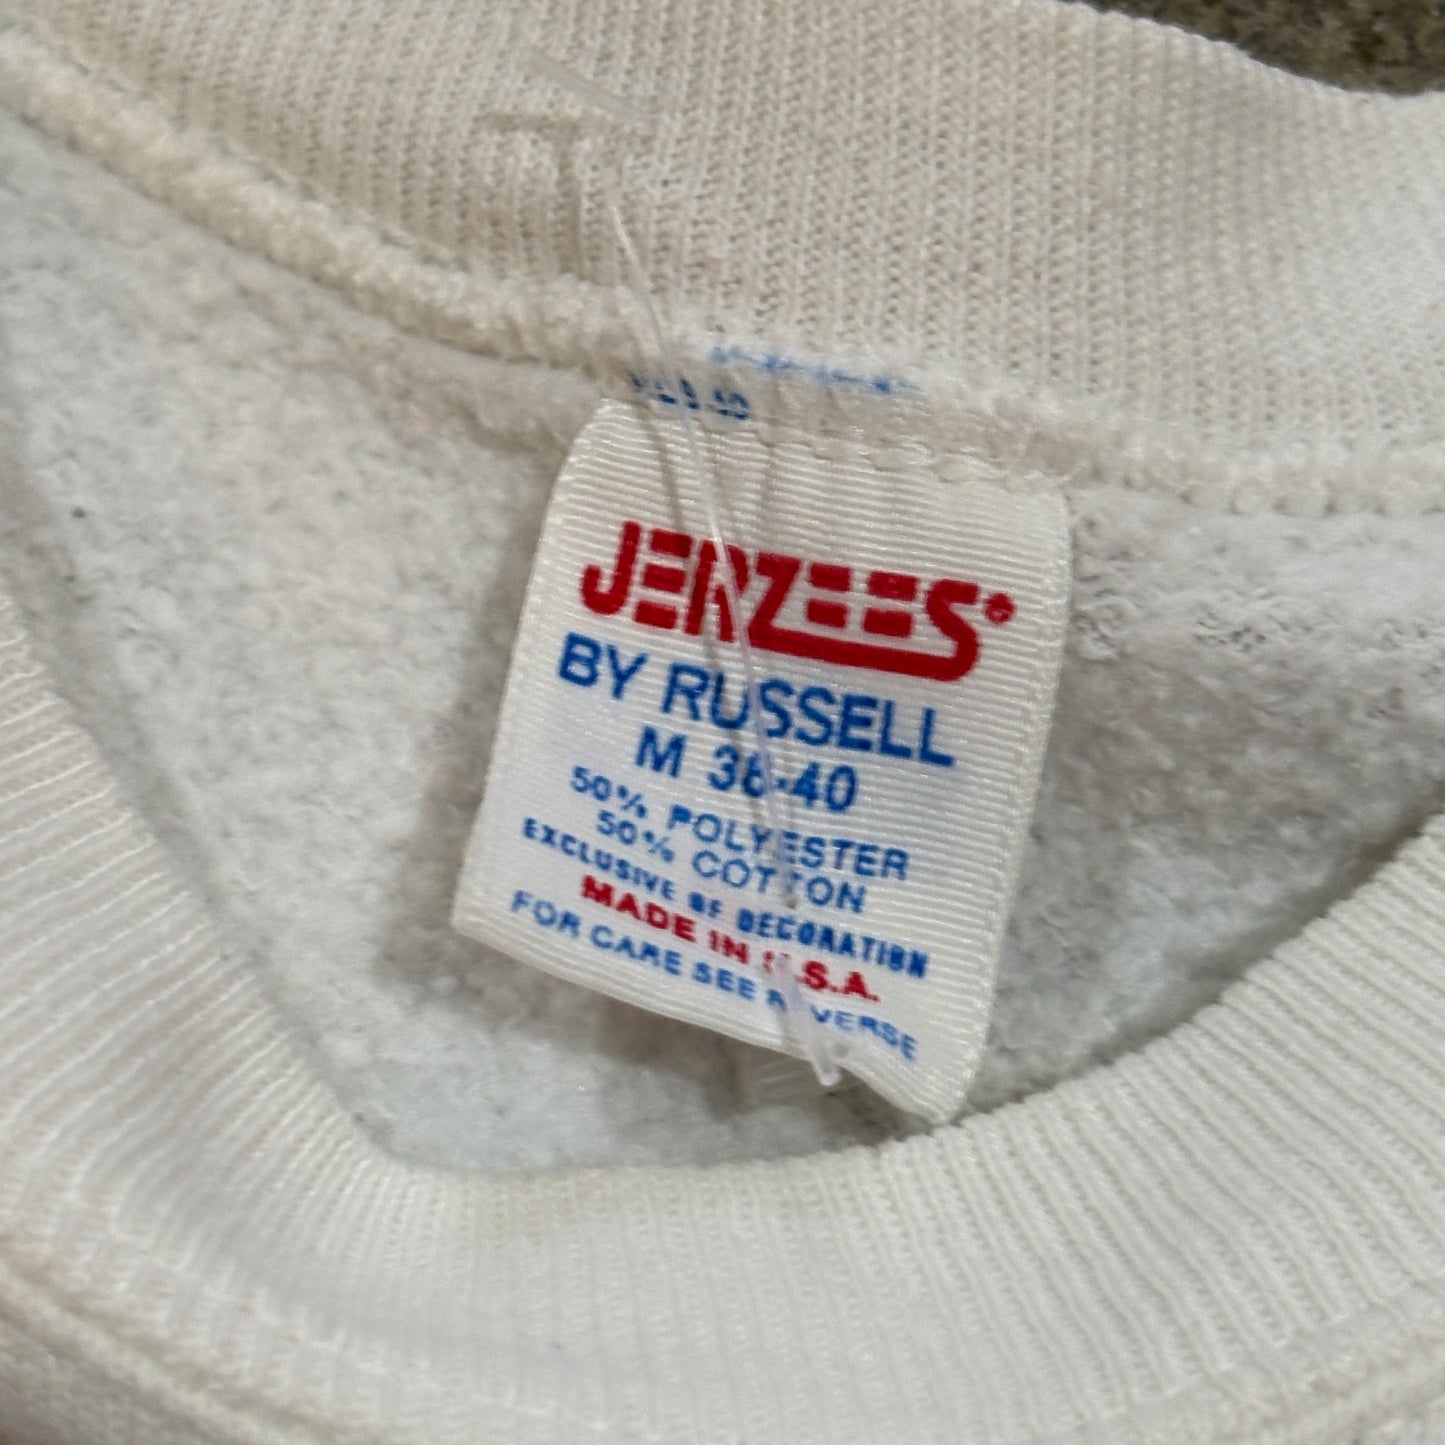 JERZEES®
BY RUSSELL
M 38-40
50% POLYESTER
50% COTTON
EXCLUSIVE OF DECORATION
MADE IN U.S.A.
FOR CARE SEE REVERSE